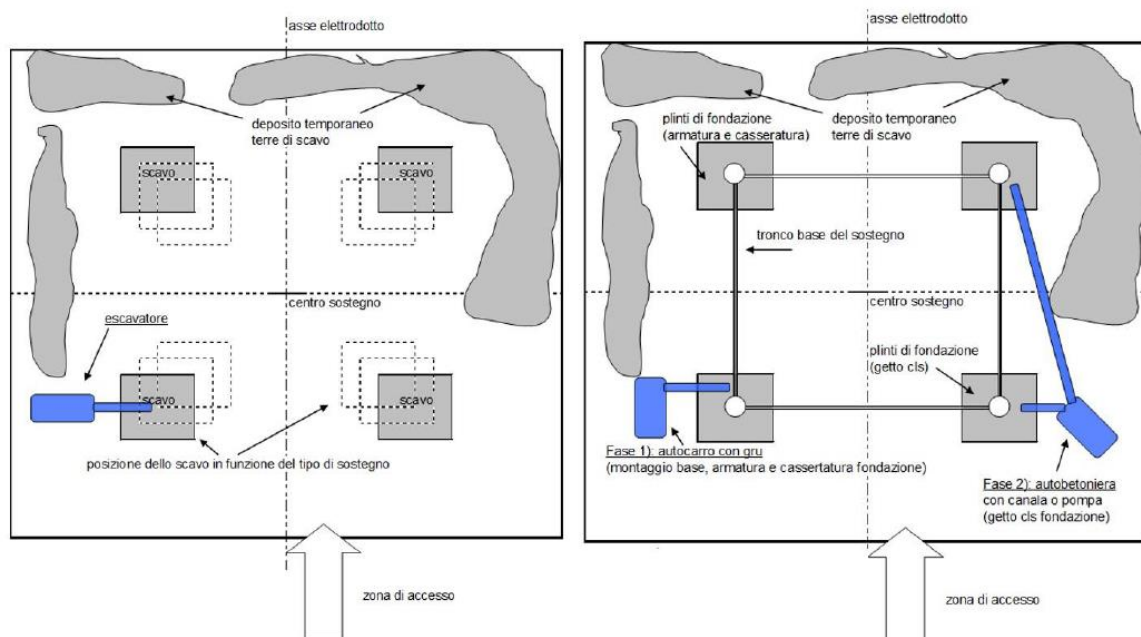 asse elettrodotto
deposito temporaneo
terre di scavo
scavo
scavo
centro sostegno
escavatore
scavo
scavo
posizione dello scavo in funzione del tipo di sostegno
zona di accesso
asse elettrodotto
plinti di fondazione
(armatura e casseratura)
deposito temporaneo
terre di scavo
tronco base del sostegno
centro sostegno
plinti di fondazione
(getto cls)
Fase 1): autocarro con gru
(montaggio base, armatura e cassertatura fondazione)
Fase 2): autobetoniera
con canala o pompa
(getto cls fondazione)
zona di accesso